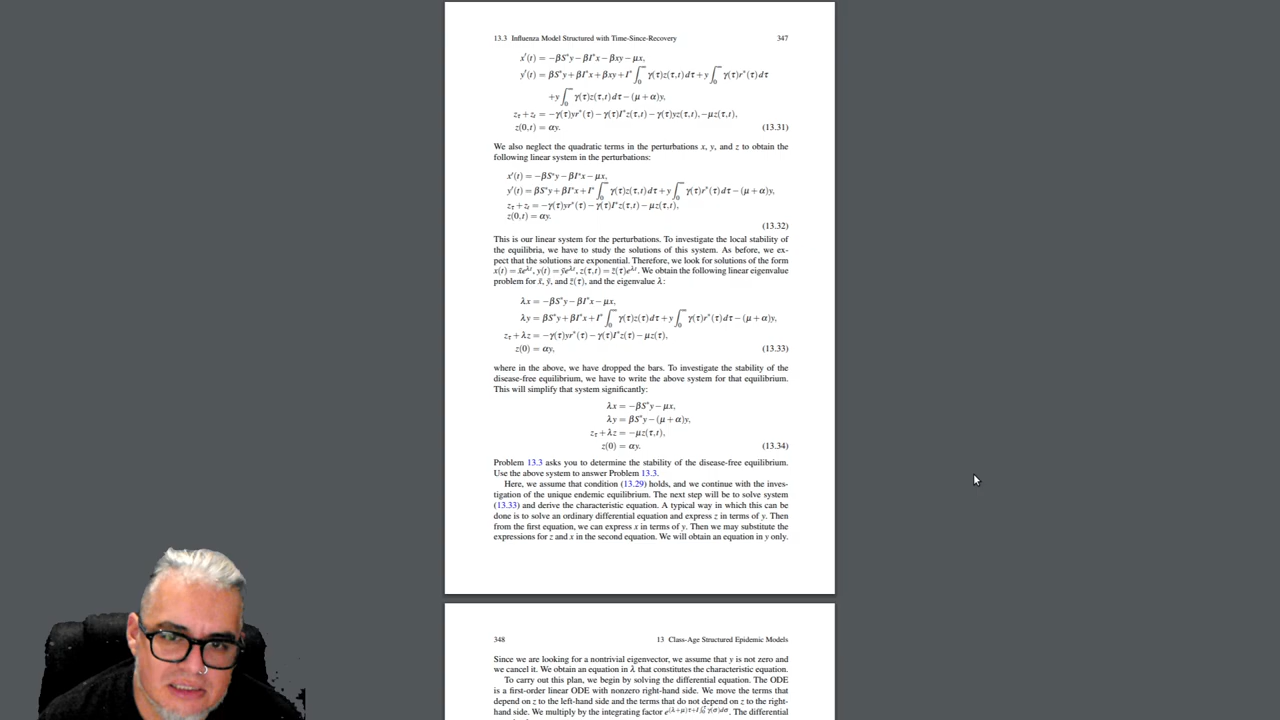 13.3 Influenza Model Structured with Time-Since-Recovery 347
x′(t) = −βS*y − βI*x − βxy − μx,
y′(t) = βS*y + βI*x + βxy + I* ∫₀^∞ γ(τ)z(τ,t)dτ + y ∫₀^∞ γ(τ)r*(τ)dτ
+y ∫₀^∞ γ(τ)z(τ,t)dτ − (μ + α)y,
z_τ + z_t = −γ(τ)yr*(τ) − γ(τ)I*z(τ,t) − γ(τ)yz(τ,t), −μz(τ,t),
z(0,t) = αy. (13.31)
We also neglect the quadratic terms in the perturbations x, y, and z to obtain the
following linear system in the perturbations:
x′(t) = −βS*y − βI*x − μx,
y′(t) = βS*y + βI*x + I* ∫₀^∞ γ(τ)z(τ,t)dτ + y ∫₀^∞ γ(τ)r*(τ)dτ − (μ + α)y,
z_τ + z_t = −γ(τ)yr*(τ) − γ(τ)I*z(τ,t) − μz(τ,t),
z(0,t) = αy.
(13.32)
This is our linear system for the perturbations. To investigate the local stability of
the equilibria, we have to study the solutions of this system. As before, we ex-
pect that the solutions are exponential. Therefore, we look for solutions of the form
x(t) = x̄e^{λt}, y(t) = ȳe^{λt}, z(τ,t) = z̄(τ)e^{λt}. We obtain the following linear eigenvalue
problem for x̄, ȳ, and z̄(τ), and the eigenvalue λ:
λx = −βS*y − βI*x − μx,
λy = βS*y + βI*x + I* ∫₀^∞ γ(τ)z(τ)dτ + y ∫₀^∞ γ(τ)r*(τ)dτ − (μ + α)y,
z_τ + λz = −γ(τ)yr*(τ) − γ(τ)I*z(τ) − μz(τ),
z(0) = αy, (13.33)
where in the above, we have dropped the bars. To investigate the stability of the
disease-free equilibrium, we have to write the above system for that equilibrium.
This will simplify that system significantly:
λx = −βS*y − μx,
λy = βS*y − (μ + α)y,
z_τ + λz = −μz(τ,t),
z(0) = αy. (13.34)
Problem 13.3 asks you to determine the stability of the disease-free equilibrium.
Use the above system to answer Problem 13.3.
Here, we assume that condition (13.29) holds, and we continue with the inves-
tigation of the unique endemic equilibrium. The next step will be to solve system
(13.33) and derive the characteristic equation. A typical way in which this can be
done is to solve an ordinary differential equation and express z in terms of y. Then
from the first equation, we can express x in terms of y. Then we may substitute the
expressions for z and x in the second equation. We will obtain an equation in y only.
348 13 Class-Age Structured Epidemic Models
Since we are looking for a nontrivial eigenvector, we assume that y is not zero and
we cancel it. We obtain an equation in λ that constitutes the characteristic equation.
To carry out this plan, we begin by solving the differential equation. The ODE
is a first-order linear ODE with nonzero right-hand side. We move the terms that
depend on z to the left-hand side and the terms that do not depend on z to the right-
hand side. We multiply by the integrating factor e^{(λ+μ)τ+I*∫₀^τ γ(σ)dσ}. The differential